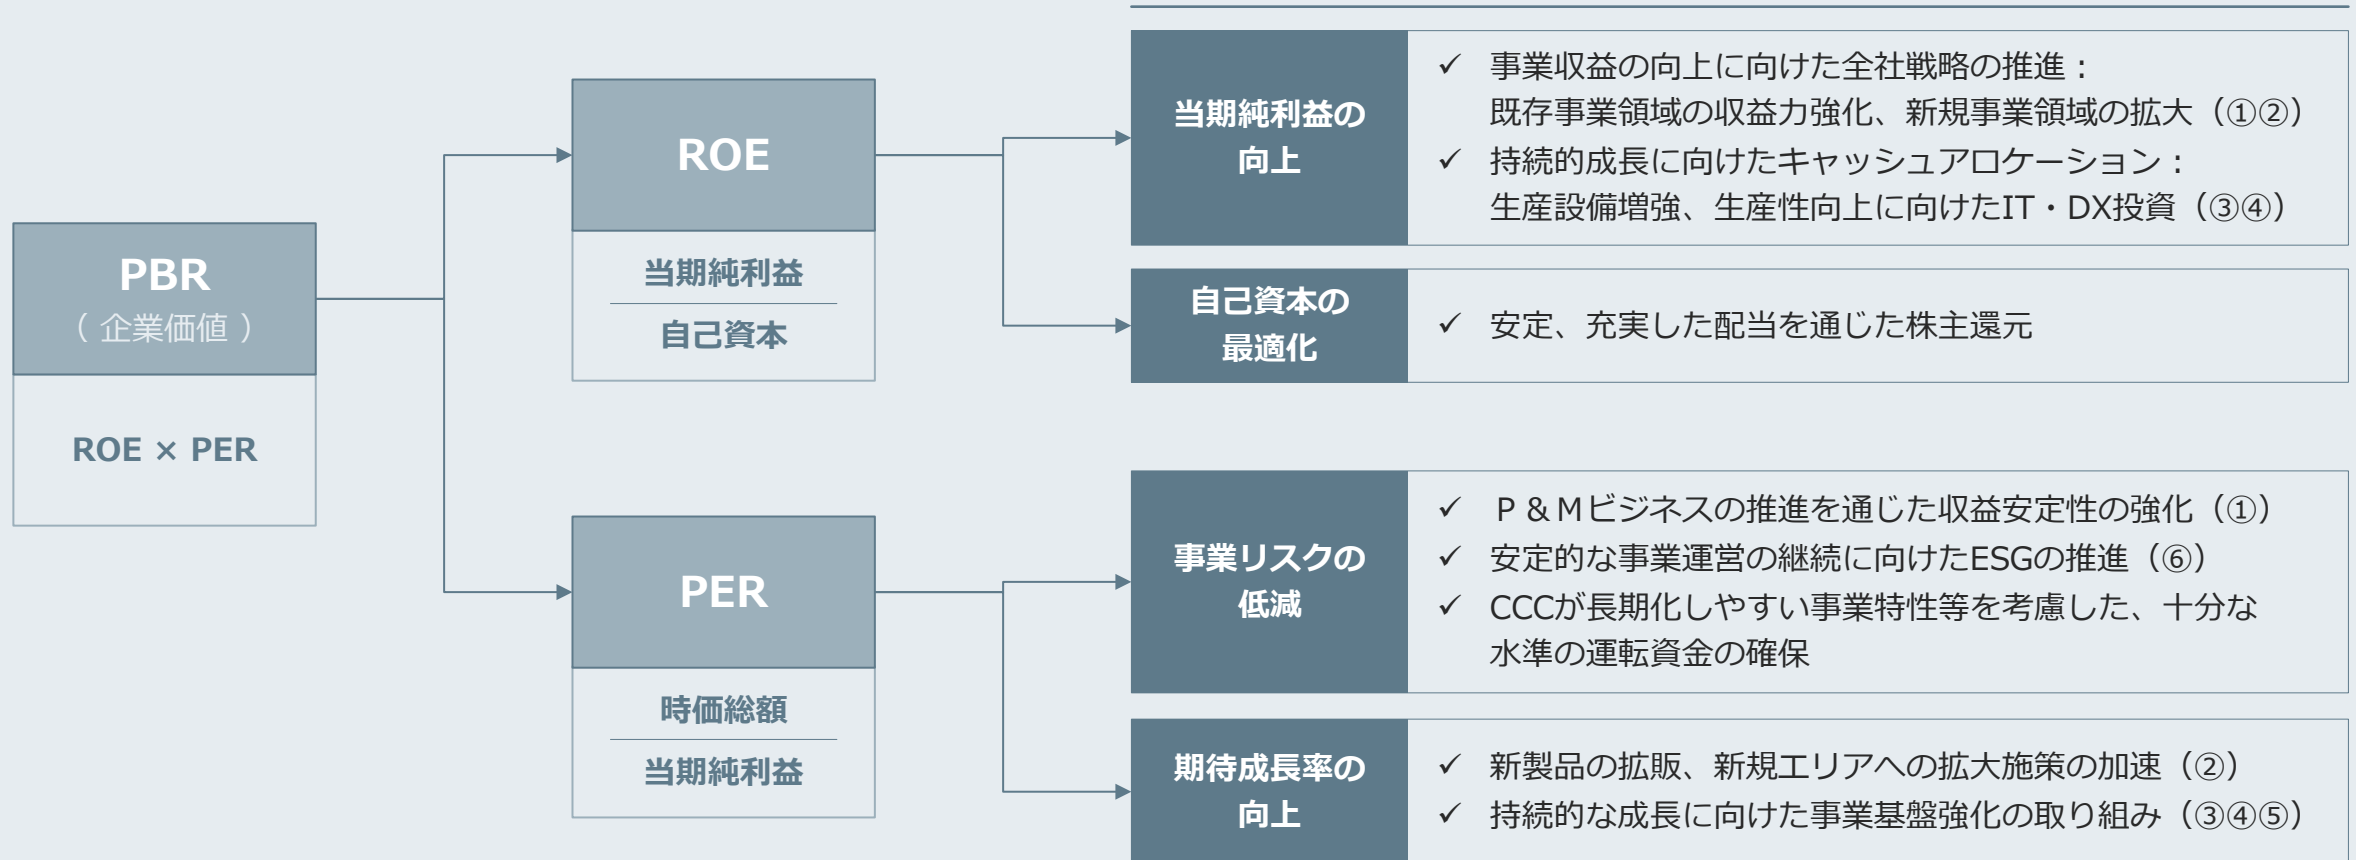 PBR
（ 企業価値 ）
ROE × PER
ROE
当期純利益
自己資本
PER
時価総額
当期純利益
当期純利益の
向上
✓ 事業収益の向上に向けた全社戦略の推進：
既存事業領域の収益力強化、新規事業領域の拡大（①②）
✓ 持続的成長に向けたキャッシュアロケーション：
生産設備増強、生産性向上に向けたIT・DX投資（③④）
自己資本の
最適化
✓ 安定、充実した配当を通じた株主還元
事業リスクの
低減
✓ Ｐ＆Ｍビジネスの推進を通じた収益安定性の強化（①）
✓ 安定的な事業運営の継続に向けたESGの推進（⑥）
✓ CCCが長期化しやすい事業特性等を考慮した、十分な
水準の運転資金の確保
期待成長率の
向上
✓ 新製品の拡販、新規エリアへの拡大施策の加速（②）
✓ 持続的な成長に向けた事業基盤強化の取り組み（③④⑤）